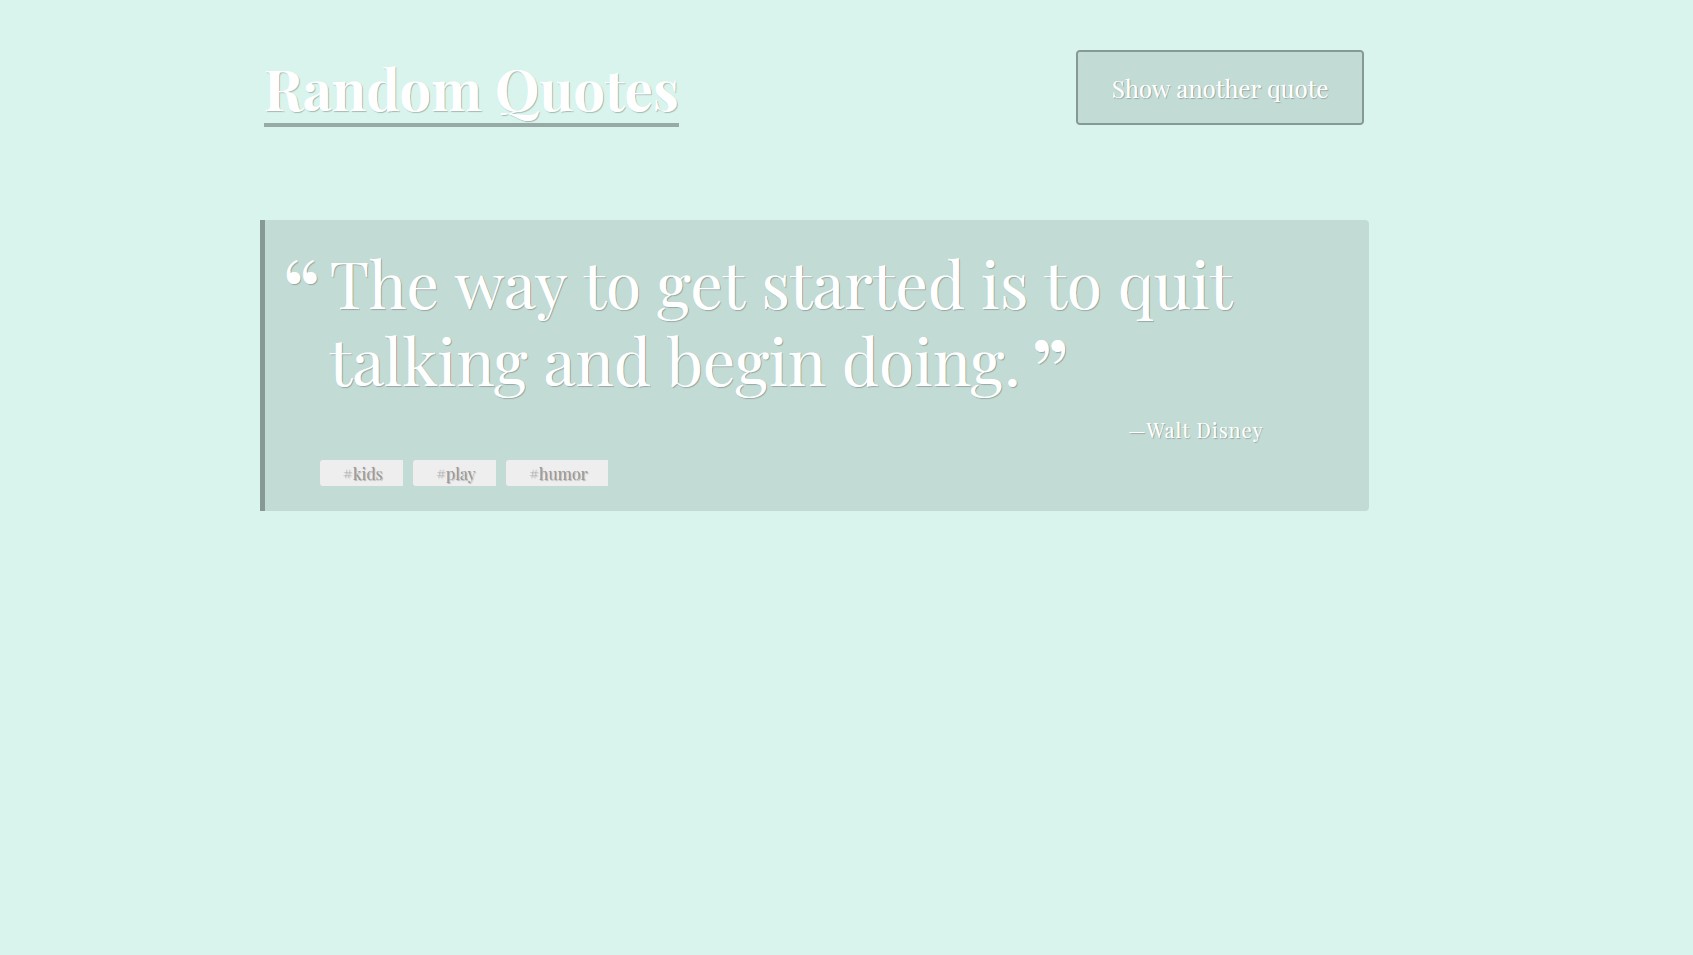 Random Quotes
Show another quote
“ The way to get started is to quit
talking and begin doing. ”
—Walt Disney
#kids #play #humor